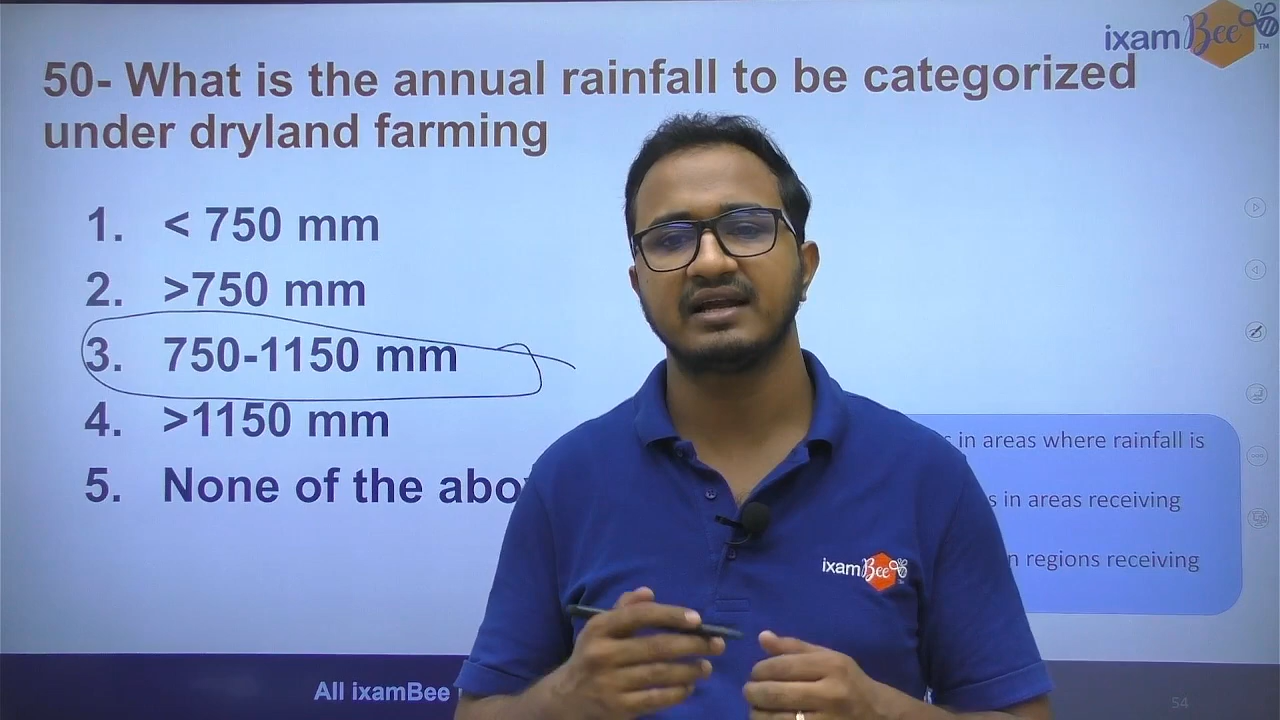 ixamBee™
50- What is the annual rainfall to be categorized
under dryland farming
1. < 750 mm
2. >750 mm
3. 750-1150 mm
4. >1150 mm
5. None of the
in areas where rainfall is
in areas receiving
regions receiving
ixamBee
All ixamBee
54